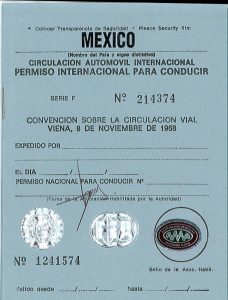 * Colocar Transparencia de Seguridad * Please Security film
MEXICO
(Nombre del País y signo distintivo)
CIRCULACION AUTOMOVIL INTERNACIONAL
PERMISO INTERNACIONAL PARA CONDUCIR
SERIE F Nº 214374
CONVENCION SOBRE LA CIRCULACION VIAL
VIENA, 8 DE NOVIEMBRE DE 1968
EXPEDIDO POR:
EL DIA / /
PERMISO NACIONAL PARA CONDUCIR Nº
(Firma de la Asociación Habilitada por la Autoridad)
Nº 1241574
Sello de la Asoc. Habil.
Valido desde hasta